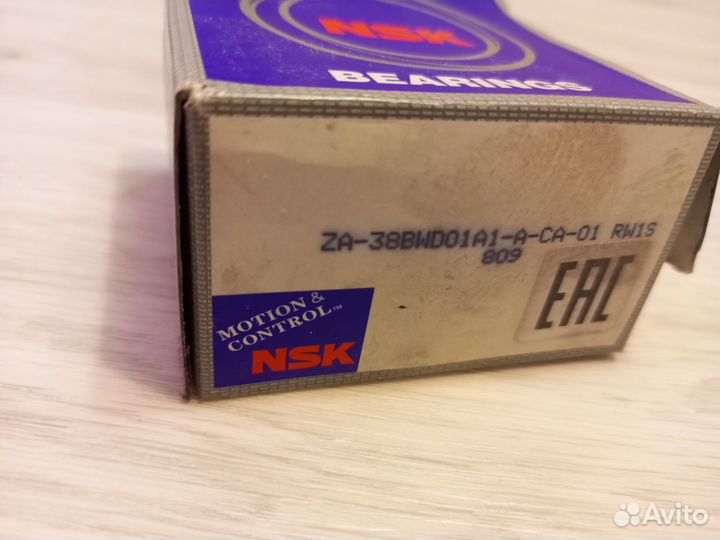 NSK
BEARINGS
ZA-38BWD01A1-A-CA-01 RW1S
809
EAC
MOTION &
CONTROL™
NSK
Avito